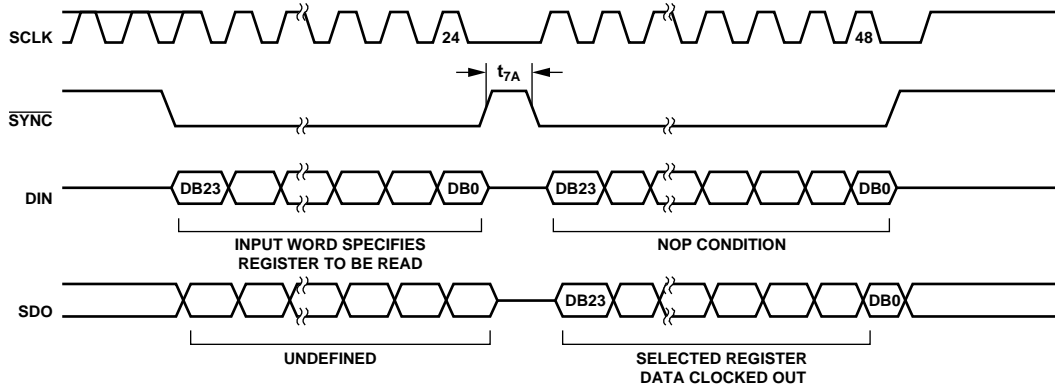 SCLK
24
48
t7A
SYNC
DIN
DB23
DB0
DB23
DB0
INPUT WORD SPECIFIES
REGISTER TO BE READ
NOP CONDITION
SDO
DB23
DB0
UNDEFINED
SELECTED REGISTER
DATA CLOCKED OUT